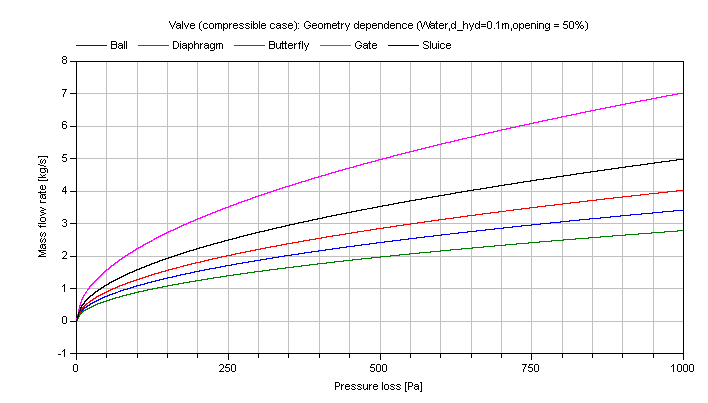 Valve (compressible case): Geometry dependence (Water,d_hyd=0.1m,opening = 50%)
Ball Diaphragm Butterfly Gate Sluice
8
7
6
5
4
3
2
1
0
-1
Mass flow rate [kg/s]
0 250 500 750 1000
Pressure loss [Pa]